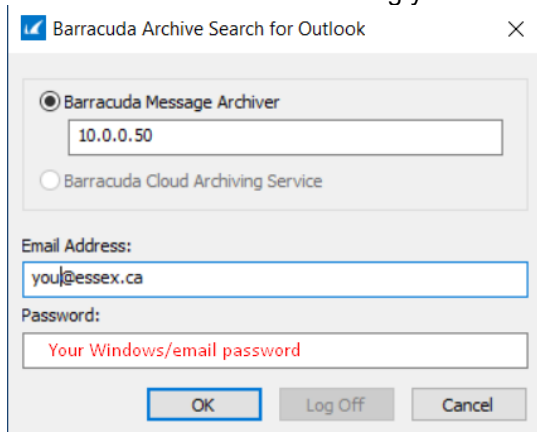 Barracuda Archive Search for Outlook
Barracuda Message Archiver
10.0.0.50
Barracuda Cloud Archiving Service
Email Address:
you@essex.ca
Password:
Your Windows/email password
OK Log Off Cancel